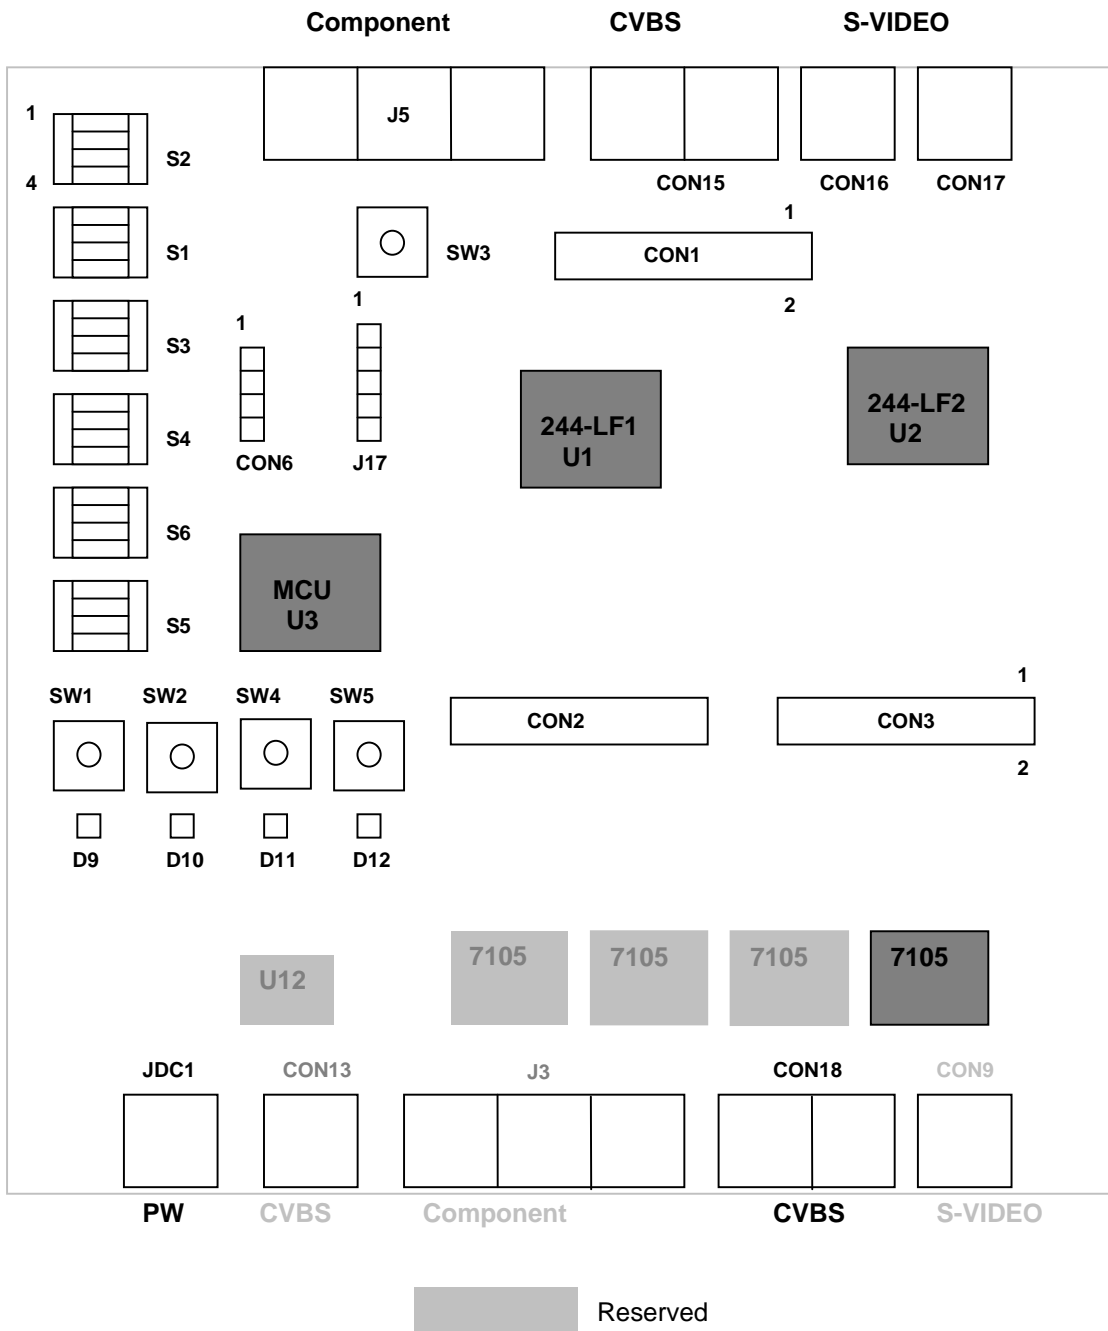 Component CVBS S-VIDEO
1
J5
S2
4
CON15 CON16 CON17
1
S1
SW3
CON1
1
1
2
S3
244-LF1
U1
244-LF2
U2
S4
CON6 J17
S6
MCU
U3
S5
1
SW1 SW2 SW4 SW5
CON2
CON3
2
D9 D10 D11 D12
7105 7105 7105 7105
U12
JDC1 CON13 J3 CON18 CON9
PW CVBS Component CVBS S-VIDEO
Reserved